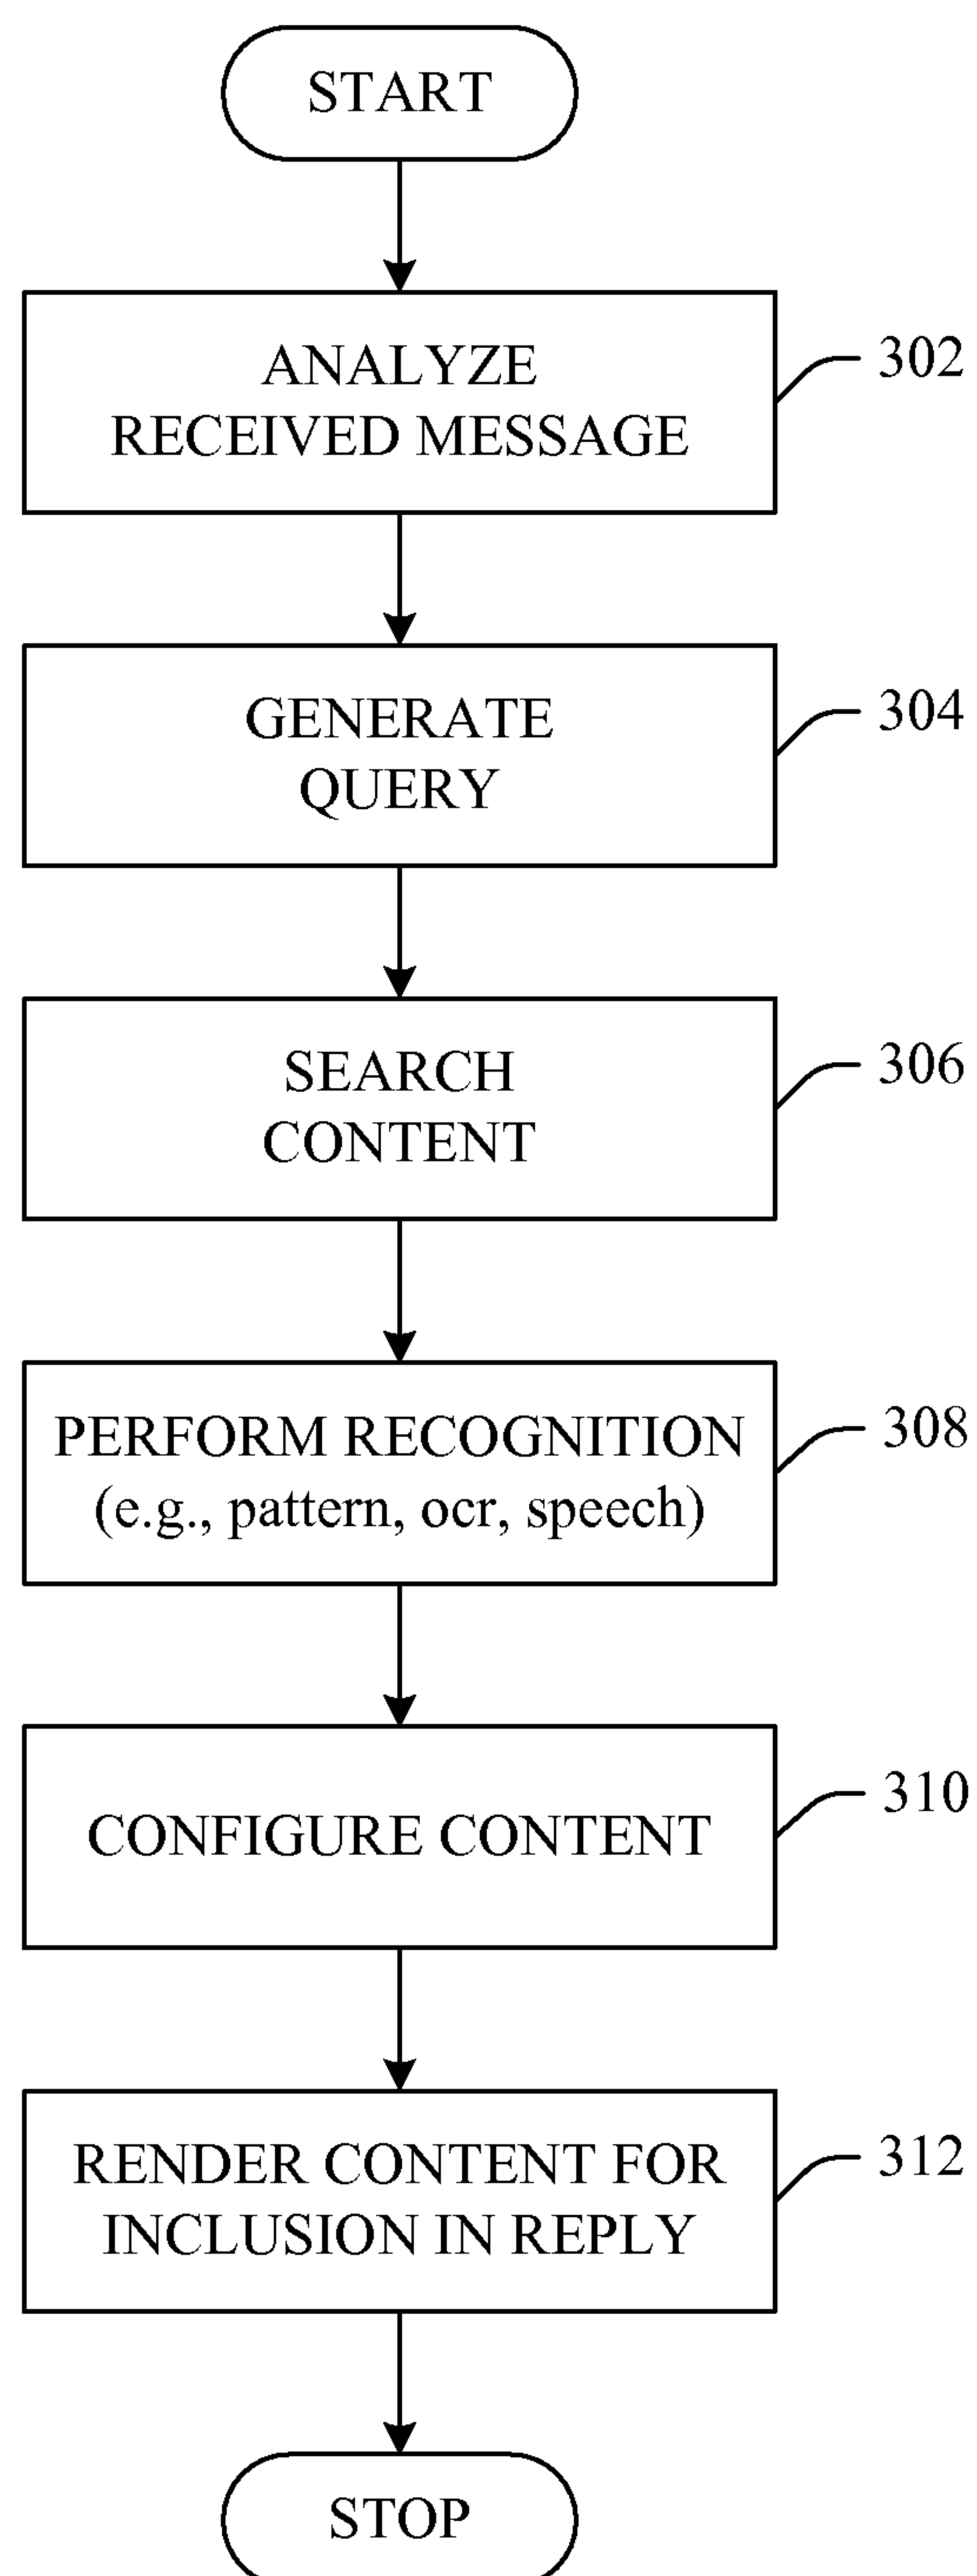 START
ANALYZE
RECEIVED MESSAGE
302
GENERATE
QUERY
304
SEARCH
CONTENT
306
PERFORM RECOGNITION
(e.g., pattern, ocr, speech)
308
CONFIGURE CONTENT
310
RENDER CONTENT FOR
INCLUSION IN REPLY
312
STOP